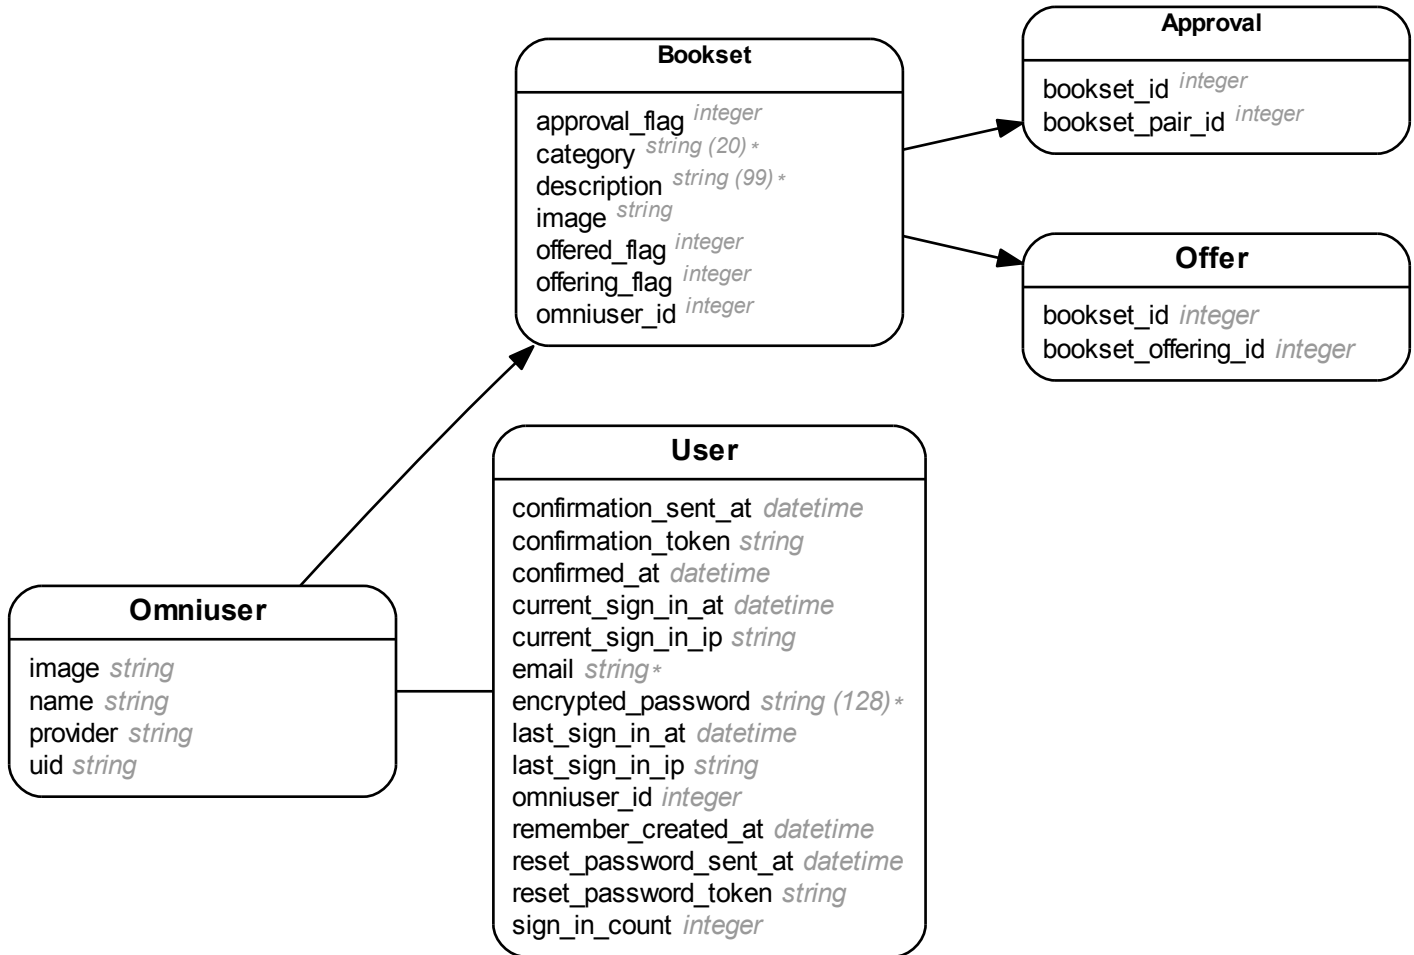 Bookset
approval_flag integer
category string (20) *
description string (99) *
image string
offered_flag integer
offering_flag integer
omniuser_id integer
Approval
bookset_id integer
bookset_pair_id integer
Offer
bookset_id integer
bookset_offering_id integer
User
confirmation_sent_at datetime
confirmation_token string
confirmed_at datetime
current_sign_in_at datetime
current_sign_in_ip string
email string *
encrypted_password string (128) *
last_sign_in_at datetime
last_sign_in_ip string
omniuser_id integer
remember_created_at datetime
reset_password_sent_at datetime
reset_password_token string
sign_in_count integer
Omniuser
image string
name string
provider string
uid string